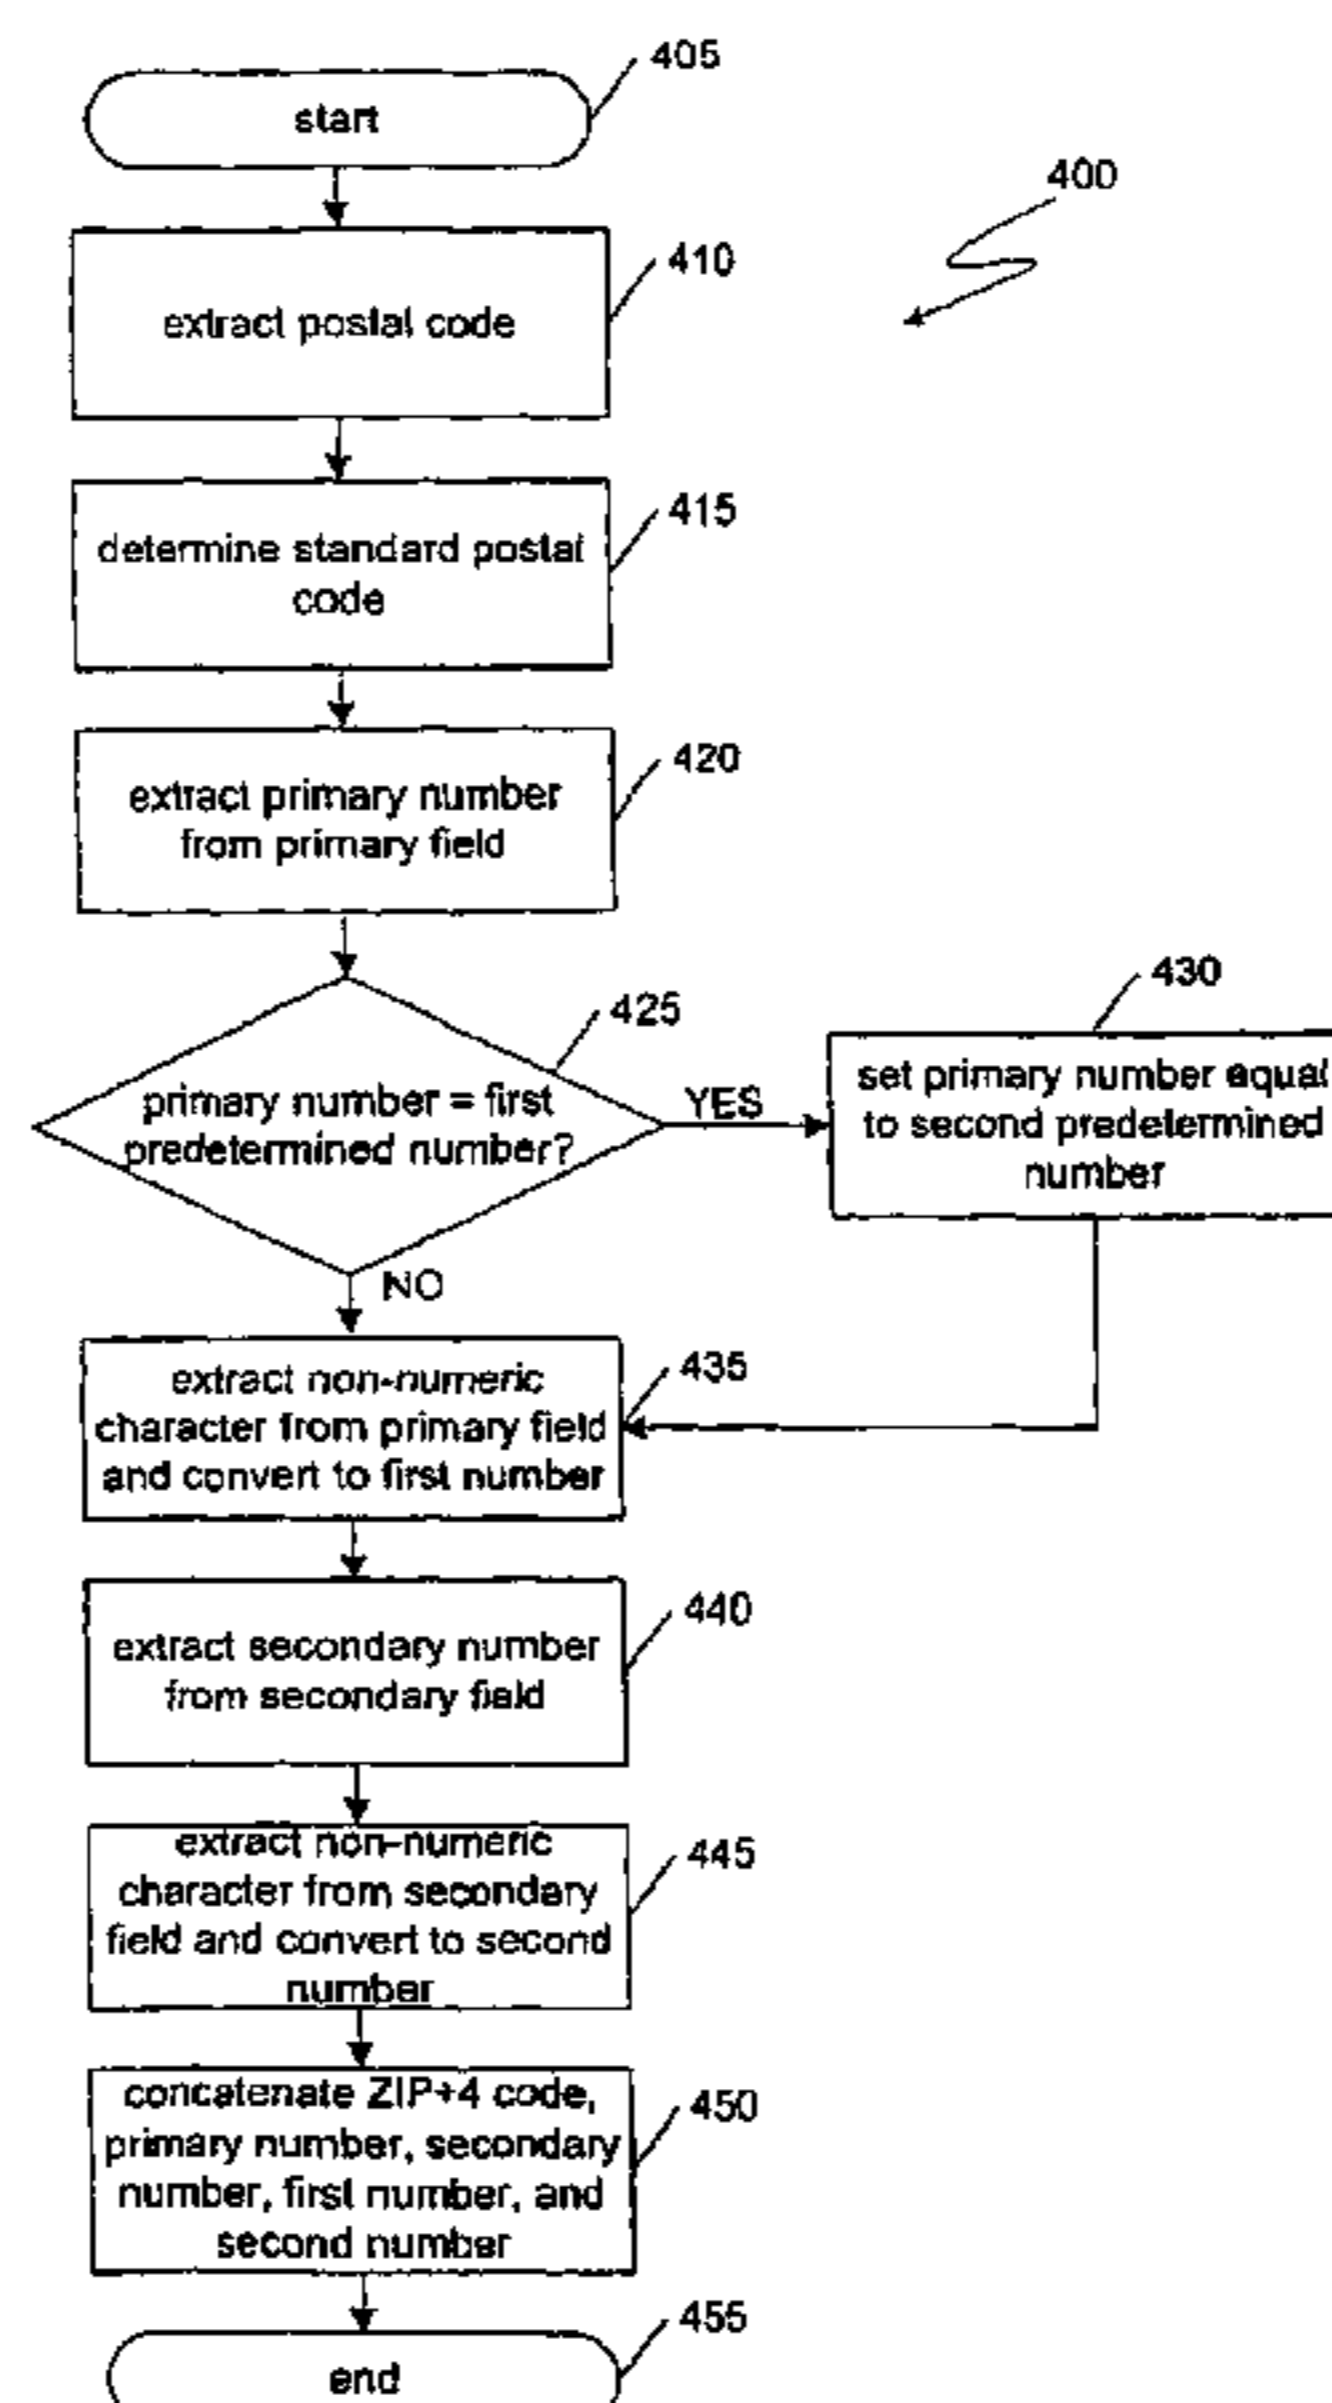 405
start
400
410
extract postal code
415
determine standard postal
code
420
extract primary number
from primary field
425
primary number = first
predetermined number?
YES
430
set primary number equal
to second predetermined
number
NO
435
extract non-numeric
character from primary field
and convert to first number
440
extract secondary number
from secondary field
445
extract non-numeric
character from secondary
field and convert to second
number
450
concatenate ZIP+4 code,
primary number, secondary
number, first number, and
second number
455
end